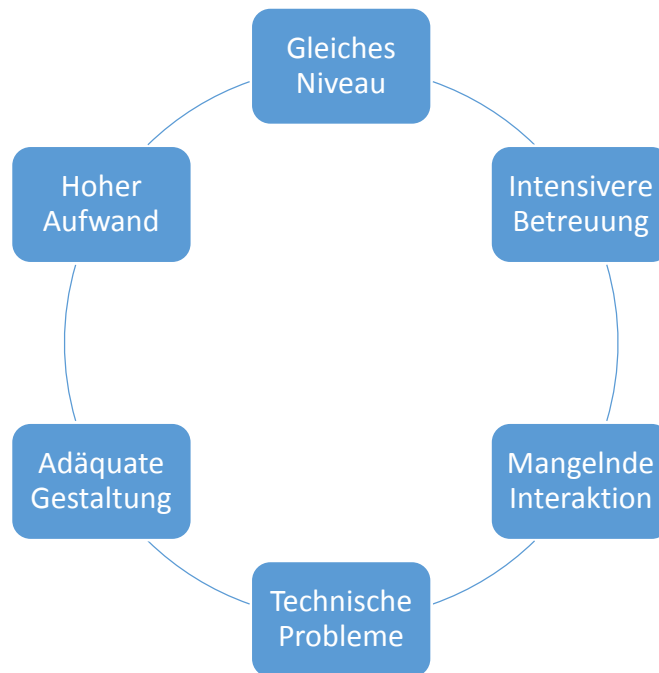 Gleiches
Niveau
Intensivere
Betreuung
Mangelnde
Interaktion
Technische
Probleme
Adäquate
Gestaltung
Hoher
Aufwand